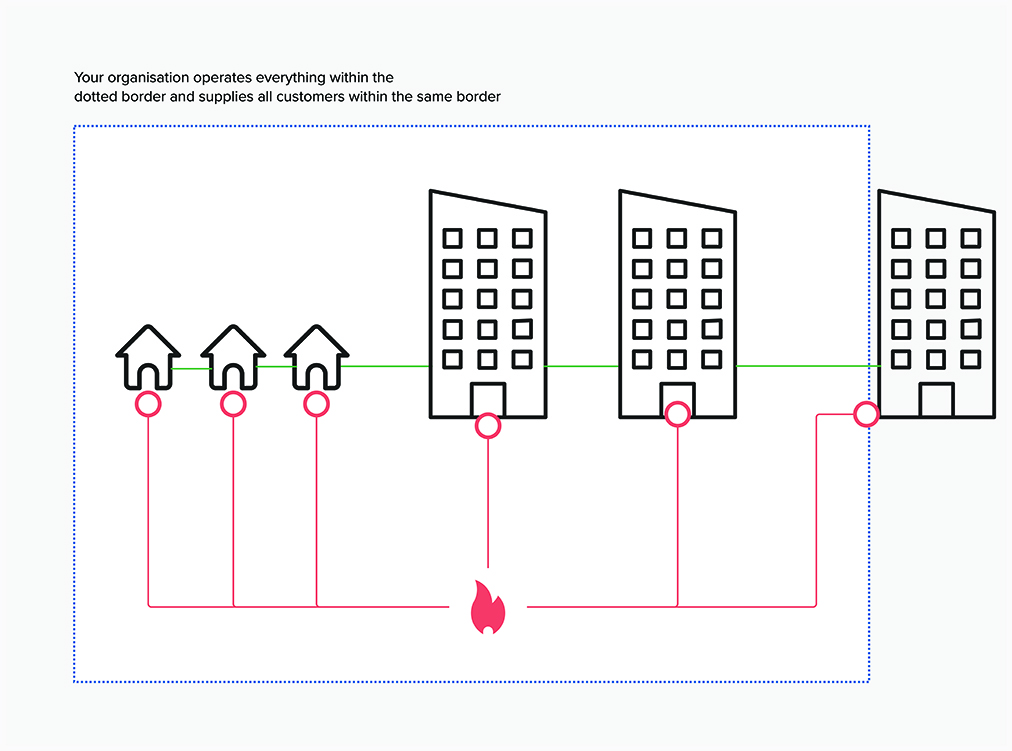 Your organisation operates everything within the
dotted border and supplies all customers within the same border